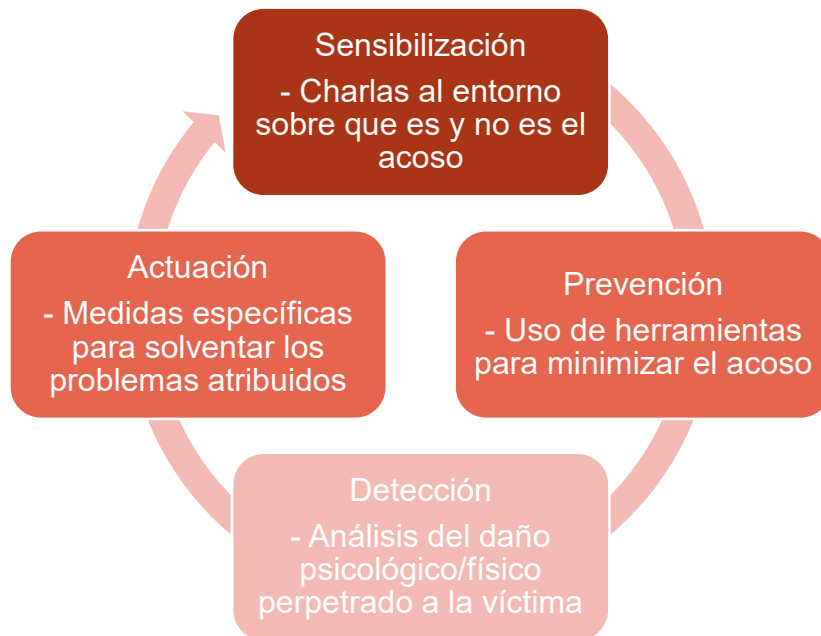 Sensibilización
- Charlas al entorno
sobre que es y no es el
acoso
Actuación
- Medidas específicas
para solventar los
problemas atribuidos
Prevención
- Uso de herramientas
para minimizar el acoso
Detección
- Análisis del daño
psicológico/físico
perpetrado a la víctima